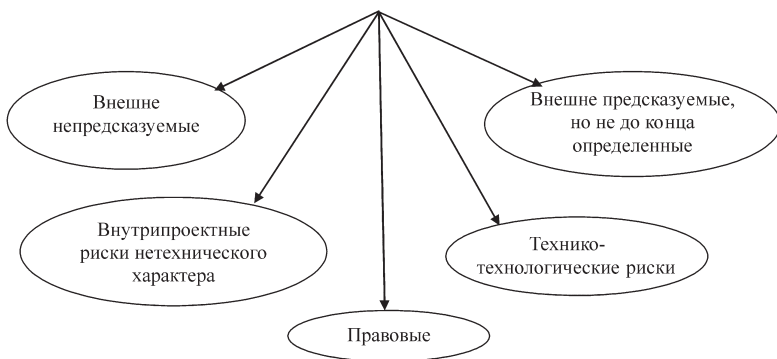 Внешне
непредсказуемые
Внешне предсказуемые,
но не до конца
определенные
Внутрипроектные
риски нетехнического
характера
Технико-
технологические риски
Правовые